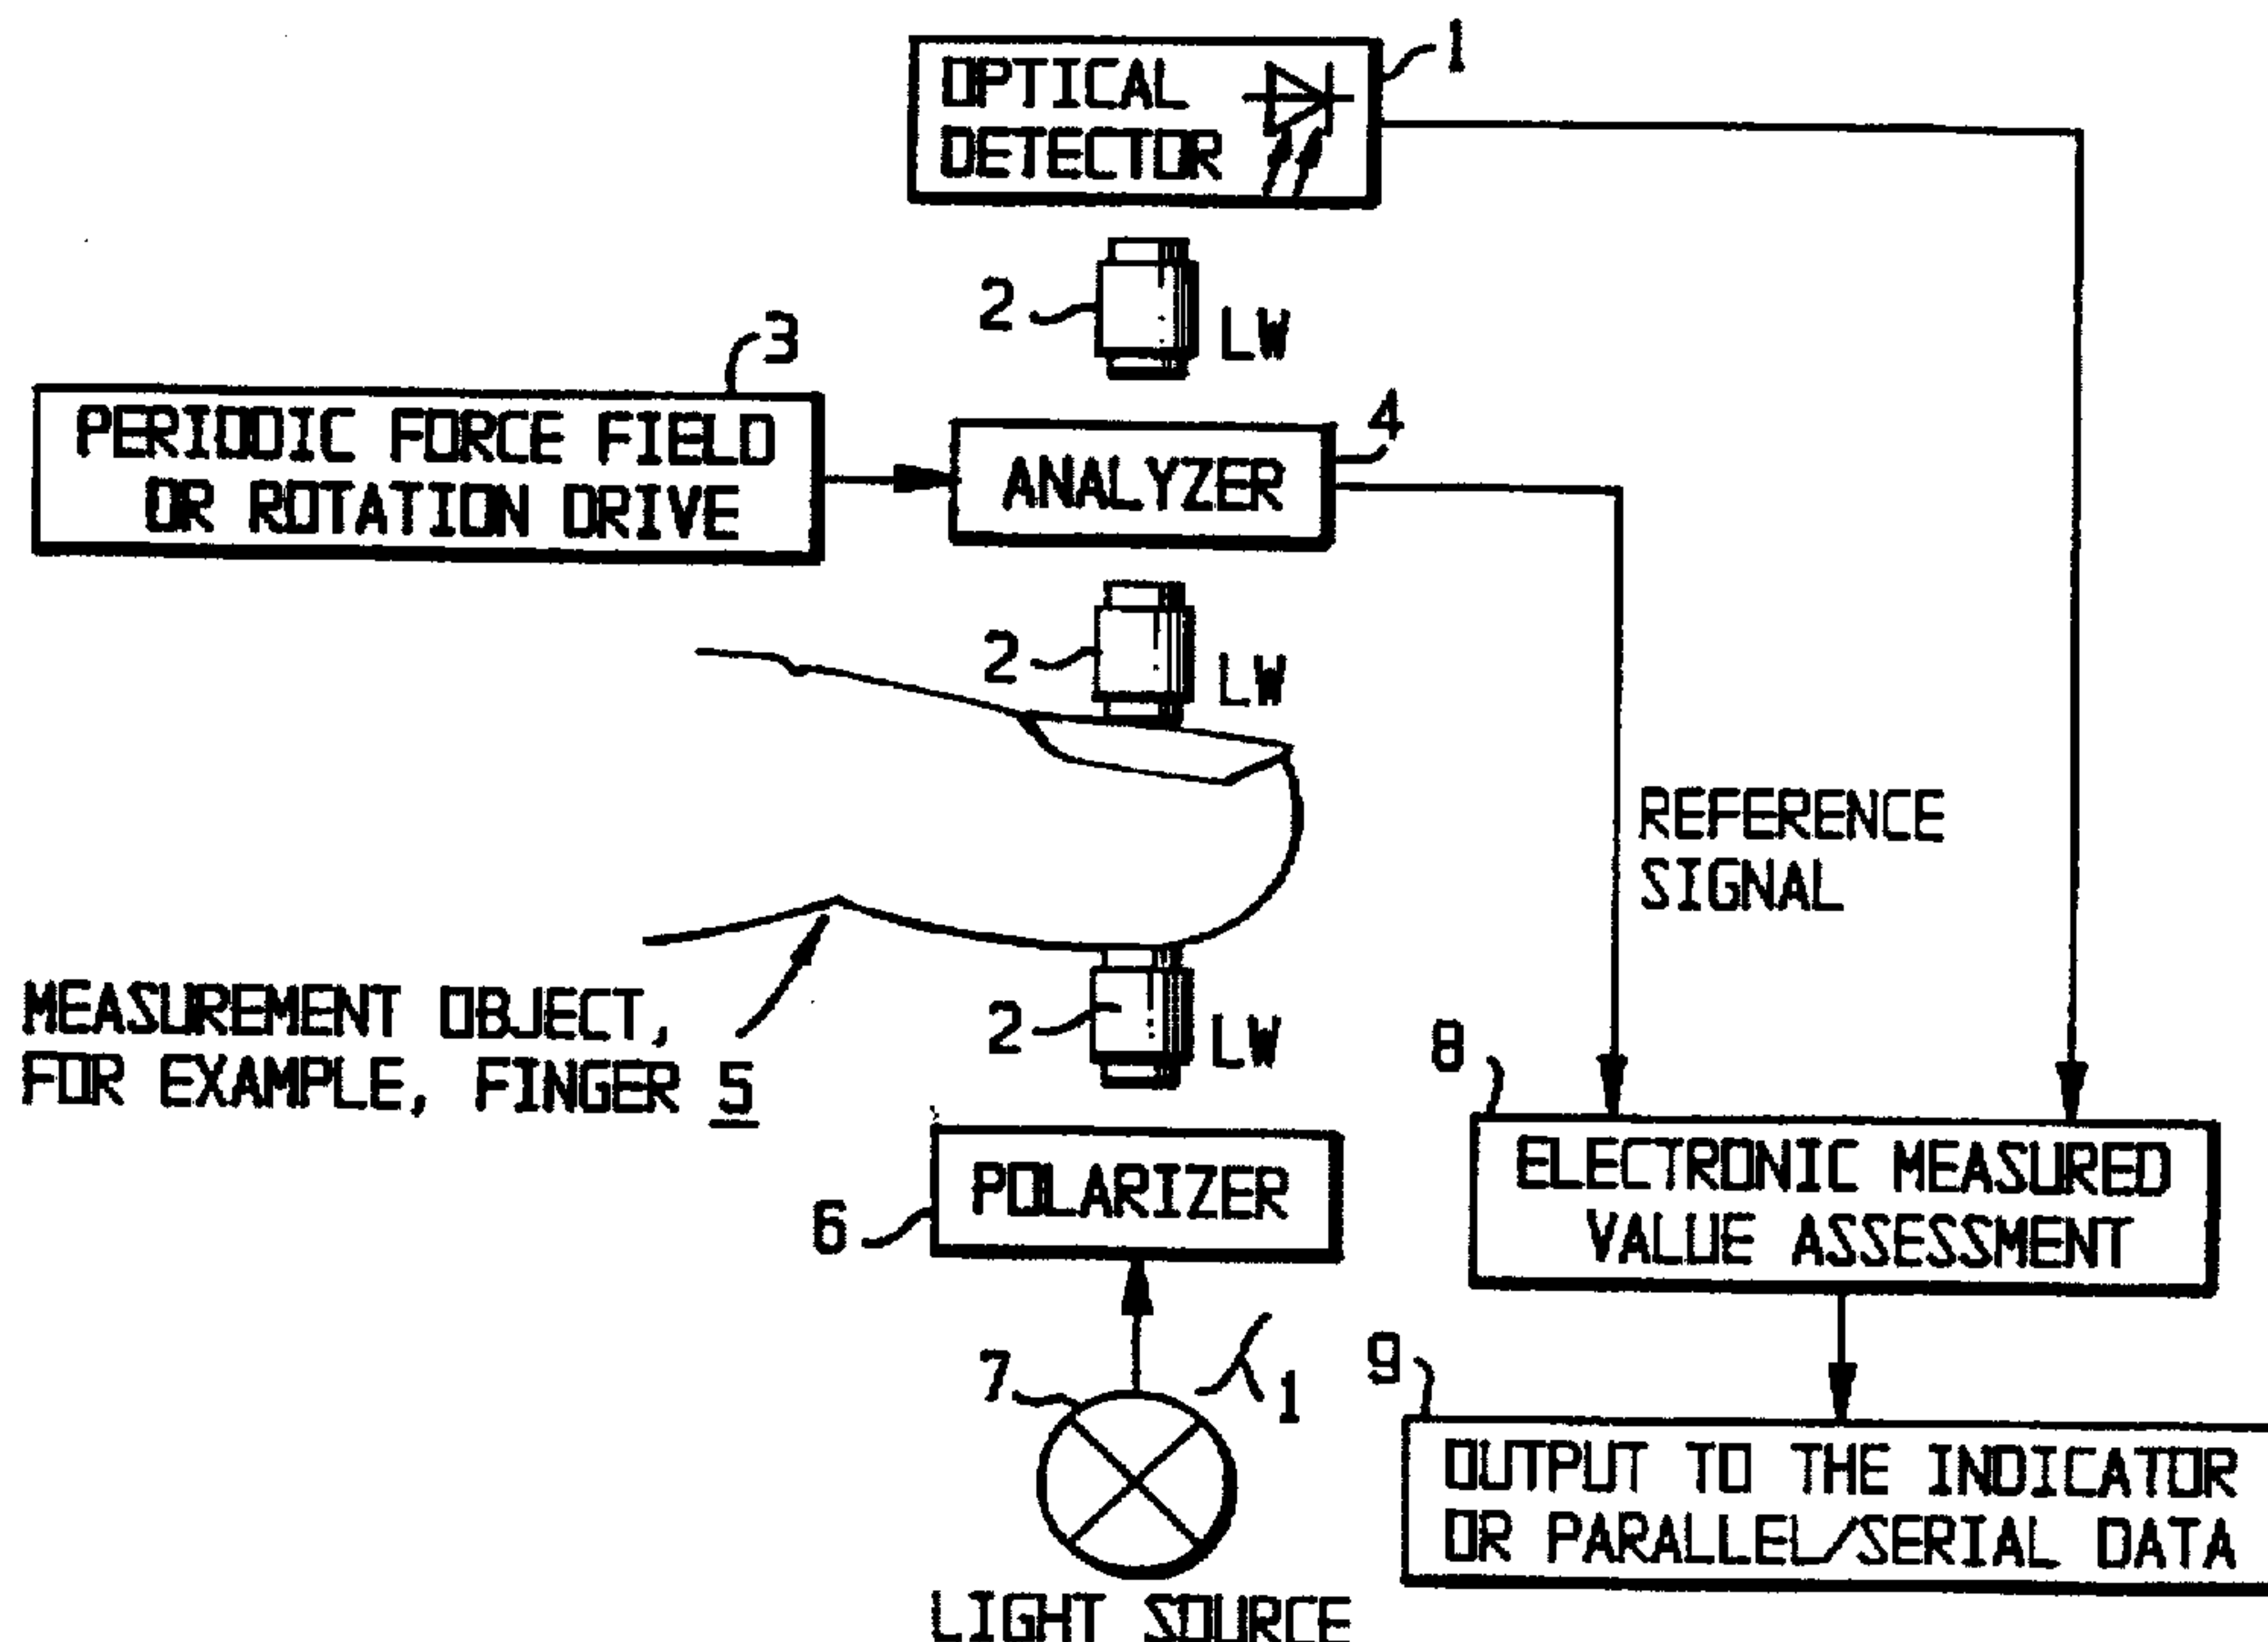 OPTICAL
DETECTOR
1
2
LW
3
PERIODIC FORCE FIELD
OR ROTATION DRIVE
4
ANALYZER
2
LW
REFERENCE
SIGNAL
MEASUREMENT OBJECT,
FOR EXAMPLE, FINGER 5
2
LW
8
ELECTRONIC MEASURED
VALUE ASSESSMENT
POLARIZER
6
7
λ1
9
OUTPUT TO THE INDICATOR
OR PARALLEL/SERIAL DATA
LIGHT SOURCE